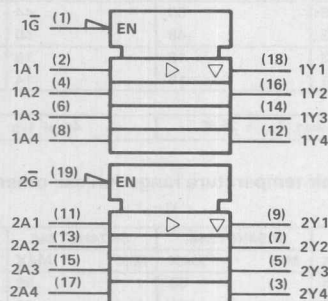 1G̅ (1) EN
1A1 (2) ▷ ▽ (18) 1Y1
1A2 (4) (16) 1Y2
1A3 (6) (14) 1Y3
1A4 (8) (12) 1Y4
2G̅ (19) EN
2A1 (11) ▷ ▽ (9) 2Y1
2A2 (13) (7) 2Y2
2A3 (15) (5) 2Y3
2A4 (17) (3) 2Y4